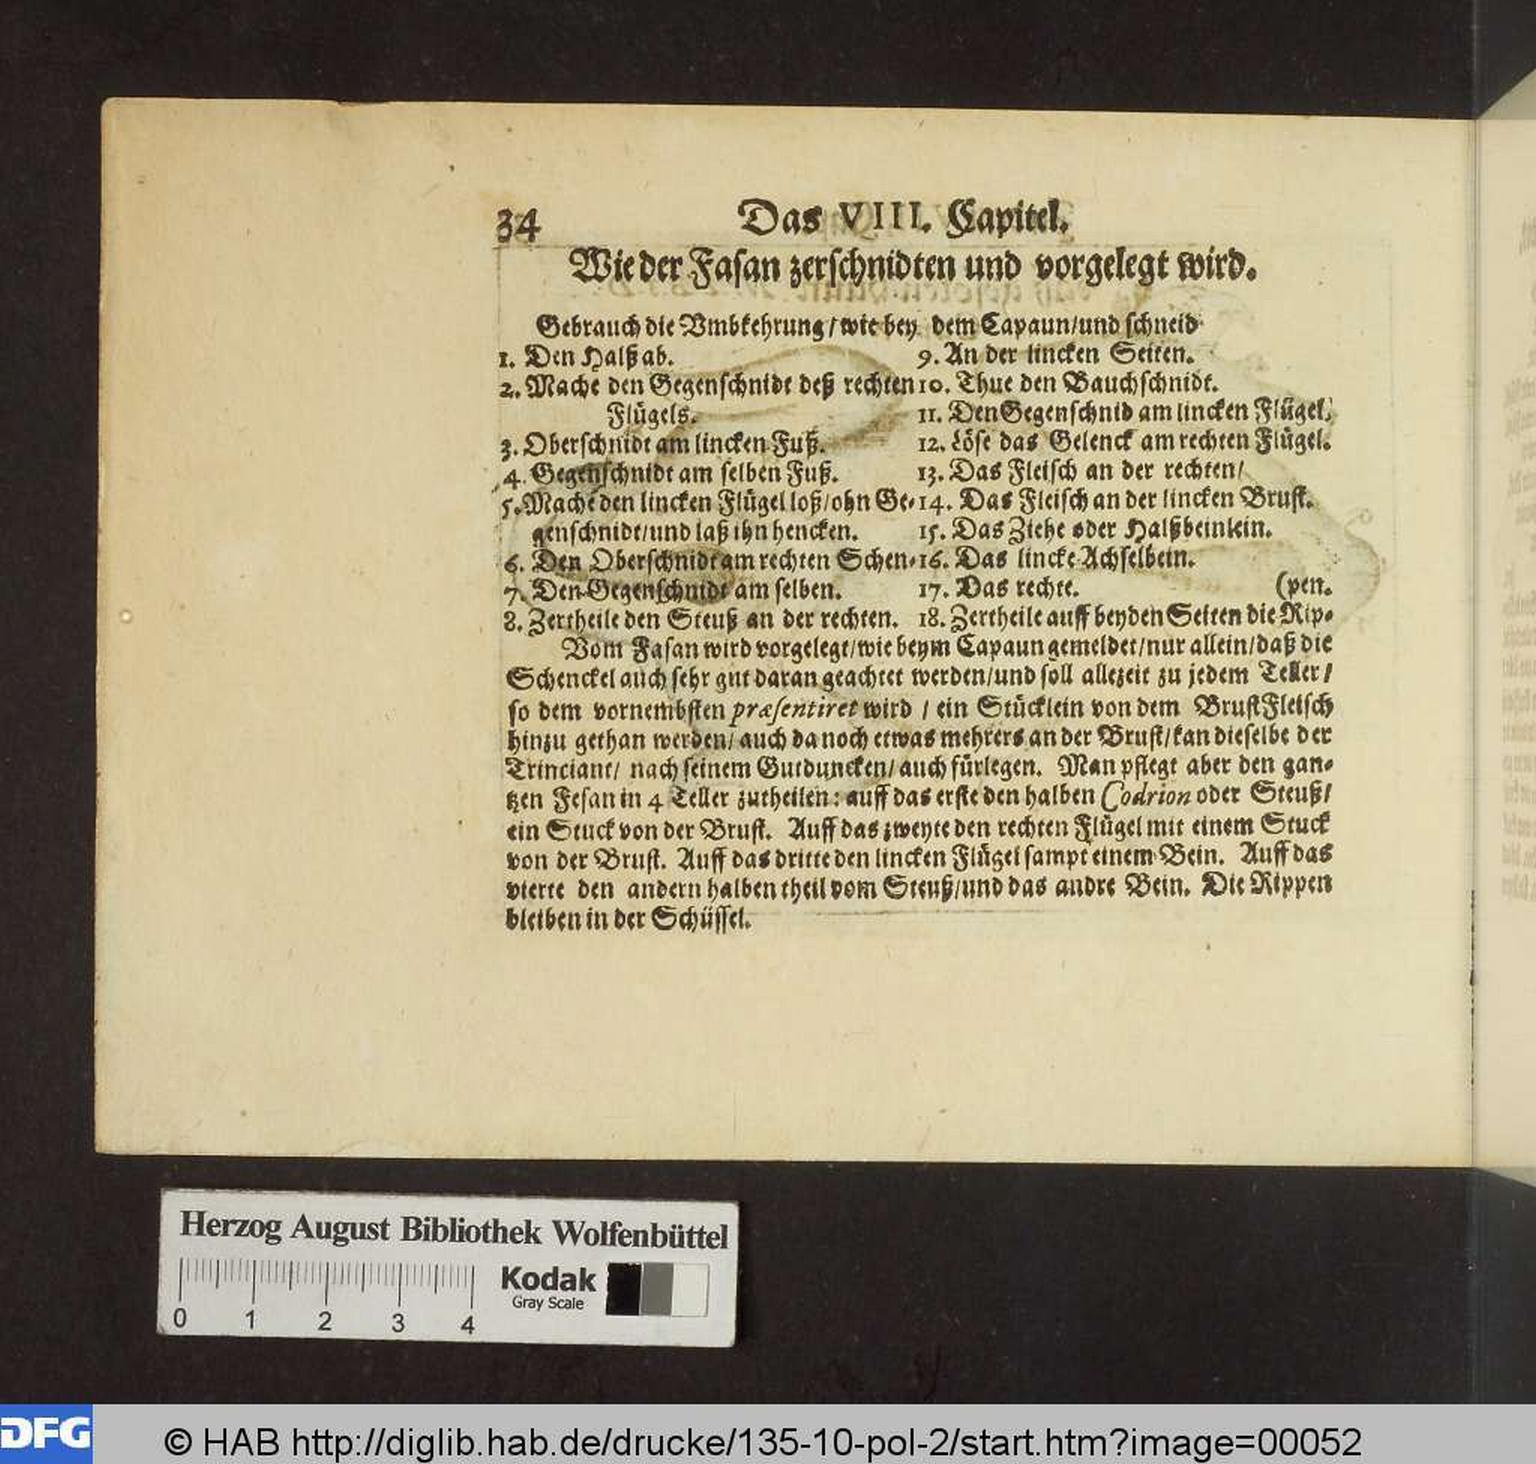 34
Das VIII. Capitel.
Wie der Fasan zerschnidten und vorgelegt wird.
Gebrauch die Vmbkehrung/wie bey dem Capaun/und schneid
1. Den Halß ab.
2. Mache den Gegenschnidt deß rechten
Flügels.
3. Oberschnidt am lincken Fuß.
4. Gegenschnidt am selben Fuß.
5. Mache den lincken Flügel loß/ohn Ge-
genschnidt/und laß ihn hencken.
6. Den Oberschnidt am rechten Schen-
7. Den Gegenschnidt am selben.
8. Zertheile den Steuß an der rechten.
9. An der lincken Seiten.
10. Thue den Bauchschnidt.
11. Den Gegenschnid am lincken Flügel.
12. Löse das Gelenck am rechten Flügel.
13. Das Fleisch an der rechten/
14. Das Fleisch an der lincken Brust.
15. Das Ziehe oder Halßbeinlein.
16. Das lincke Achselbein.
17. Das rechte. (pen.
18. Zertheile auff beyden Seiten die Rip-
Vom Fasan wird vorgelegt/wie beym Capaun gemeldet/nur allein/daß die
Schenckel auch sehr gut daran geachtet werden/und soll allezeit zu jedem Teller/
so dem vornembsten præsentiret wird / ein Stücklein von dem BrustFleisch
hinzu gethan werden/ auch da noch etwas mehrers an der Brust/kan dieselbe der
Trinciant/ nach seinem Gutduncken/ auch fürlegen. Man pflegt aber den gan-
tzen Fesan in 4 Teller zutheilen: auff das erste den halben Codrion oder Steuß/
ein Stuck von der Brust. Auff das zweyte den rechten Flügel mit einem Stuck
von der Brust. Auff das dritte den lincken Flügel sampt einem Bein. Auff das
vierte den andern halben theil vom Steuß/und das andre Bein. Die Rippen
bleiben in der Schüssel.
Herzog August Bibliothek Wolfenbüttel
Kodak
Gray Scale
0 1 2 3 4
DFG
© HAB http://diglib.hab.de/drucke/135-10-pol-2/start.htm?image=00052